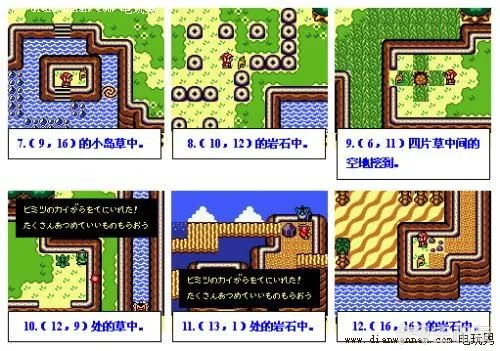 7.（9，16）的小岛草中。
8.（10，12）的岩石中。
9.（6，11）四片草中间的
空地挖到。
ヒミツのカイがらをてにいれた！
たくさんあつめていいものもらおう
10.（12，9）处的草中。
ヒミツのカイがらをてにいれた！
たくさんあつめていいものもらおう
11.（13，1）处的岩石中。
12.（16，16）的岩石中。
www.dianwannan.com/电玩男